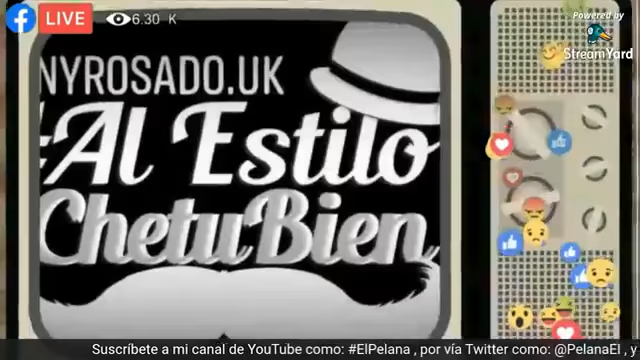 LIVE 6.30 K
Powered by
StreamYard
NYROSADO.UK
#Al Estilo
ChetuBien
Suscríbete a mi canal de YouTube como: #ElPelana , por vía Twitter como: @PelanaEl , y